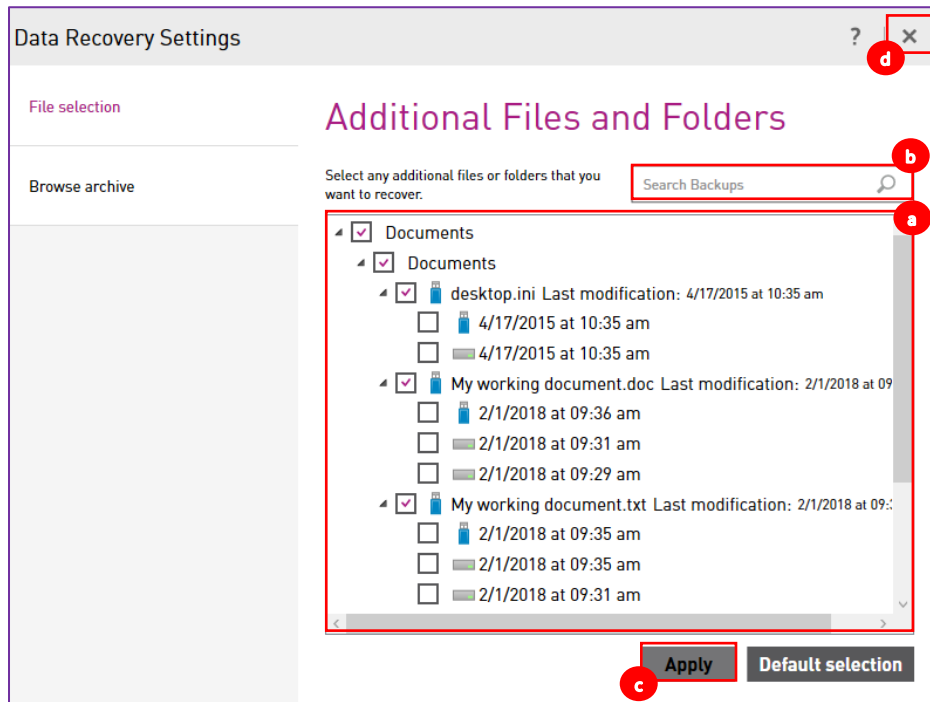 Data Recovery Settings
?
d
File selection
Additional Files and Folders
b
Browse archive
Select any additional files or folders that you
want to recover.
Search Backups
a
Documents
Documents
desktop.ini Last modification: 4/17/2015 at 10:35 am
4/17/2015 at 10:35 am
4/17/2015 at 10:35 am
My working document.doc Last modification: 2/1/2018 at 09
2/1/2018 at 09:36 am
2/1/2018 at 09:31 am
2/1/2018 at 09:29 am
My working document.txt Last modification: 2/1/2018 at 09:
2/1/2018 at 09:35 am
2/1/2018 at 09:35 am
2/1/2018 at 09:31 am
Apply
Default selection
c